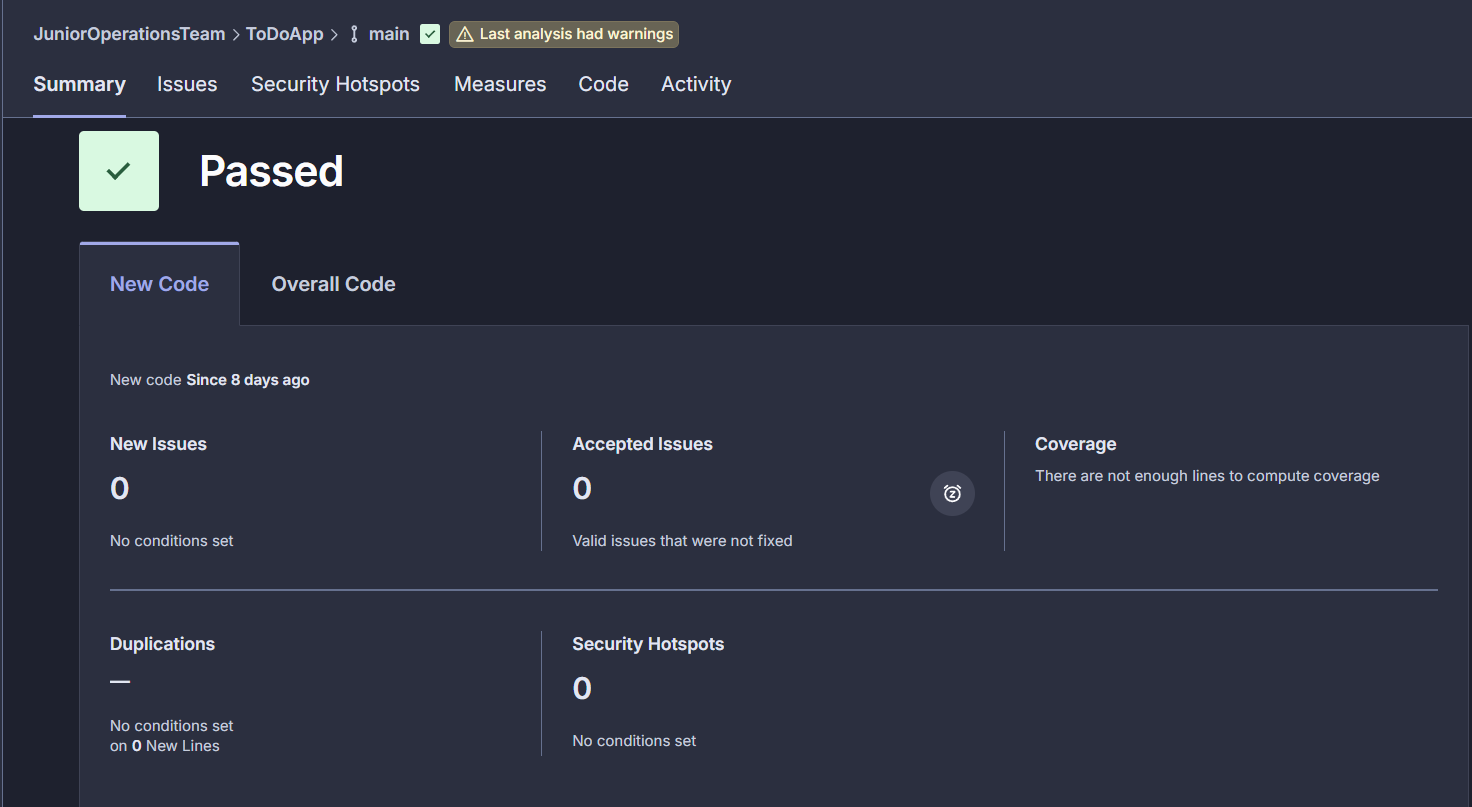 JuniorOperationsTeam > ToDoApp > main Last analysis had warnings
Summary Issues Security Hotspots Measures Code Activity
Passed
New Code Overall Code
New code Since 8 days ago
New Issues
0
No conditions set
Accepted Issues
0
Valid issues that were not fixed
Coverage
There are not enough lines to compute coverage
Duplications
—
No conditions set
on 0 New Lines
Security Hotspots
0
No conditions set